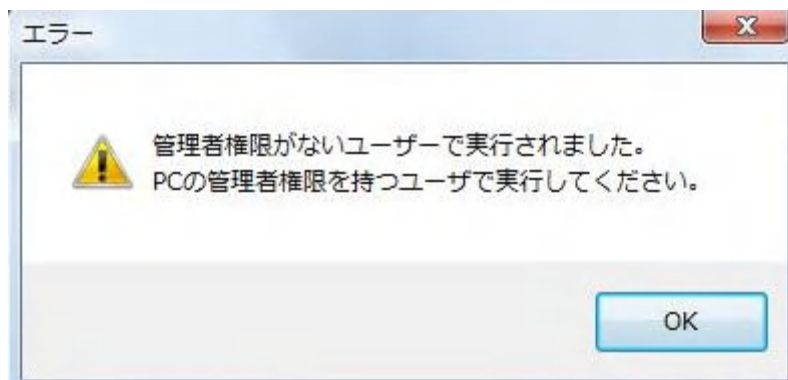 エラー
管理者権限がないユーザーで実行されました。
PCの管理者権限を持つユーザで実行してください。
OK